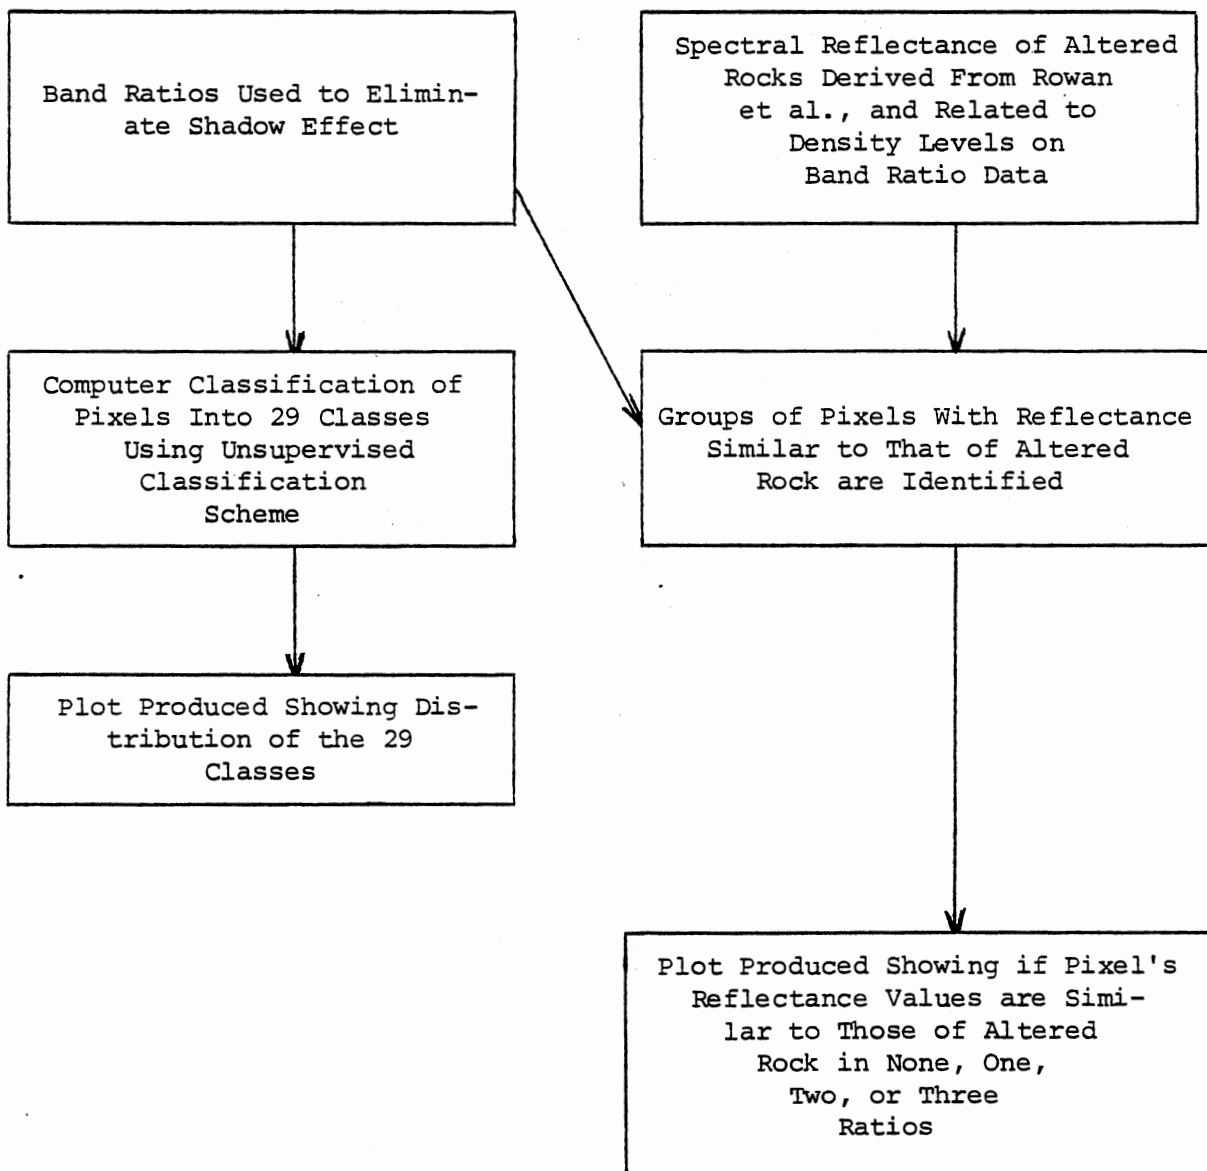 Band Ratios Used to Elimin-
ate Shadow Effect
Spectral Reflectance of Altered
Rocks Derived From Rowan
et al., and Related to
Density Levels on
Band Ratio Data
Computer Classification of
Pixels Into 29 Classes
Using Unsupervised
Classification
Scheme
Groups of Pixels With Reflectance
Similar to That of Altered
Rock are Identified
Plot Produced Showing Dis-
tribution of the 29
Classes
Plot Produced Showing if Pixel's
Reflectance Values are Simi-
lar to Those of Altered
Rock in None, One,
Two, or Three
Ratios